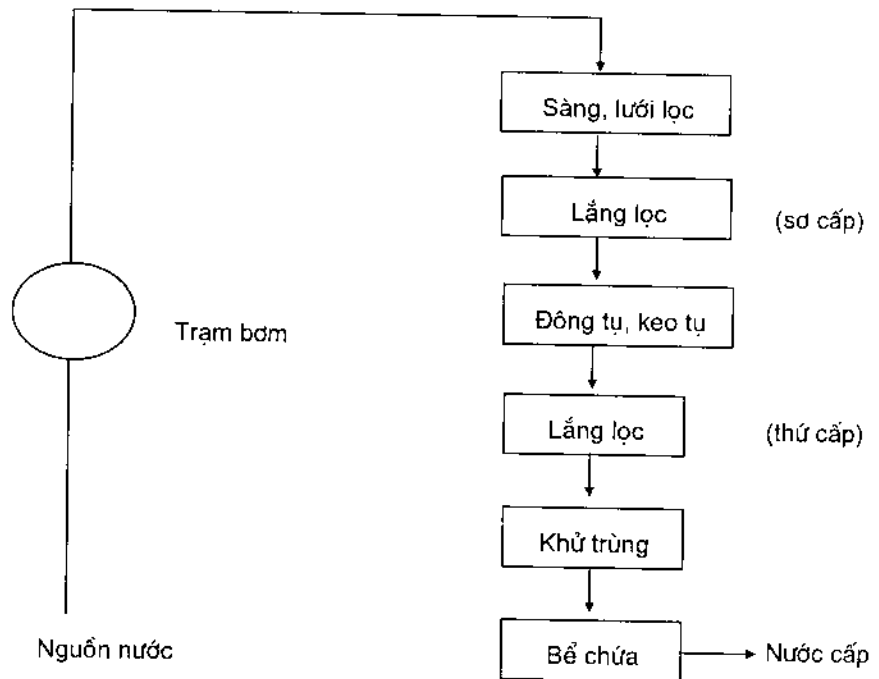 Sàng, lưới lọc
Lắng lọc
(sơ cấp)
Trạm bơm
Đông tụ, keo tụ
Lắng lọc
(thứ cấp)
Khử trùng
Nguồn nước
Bể chứa
Nước cấp